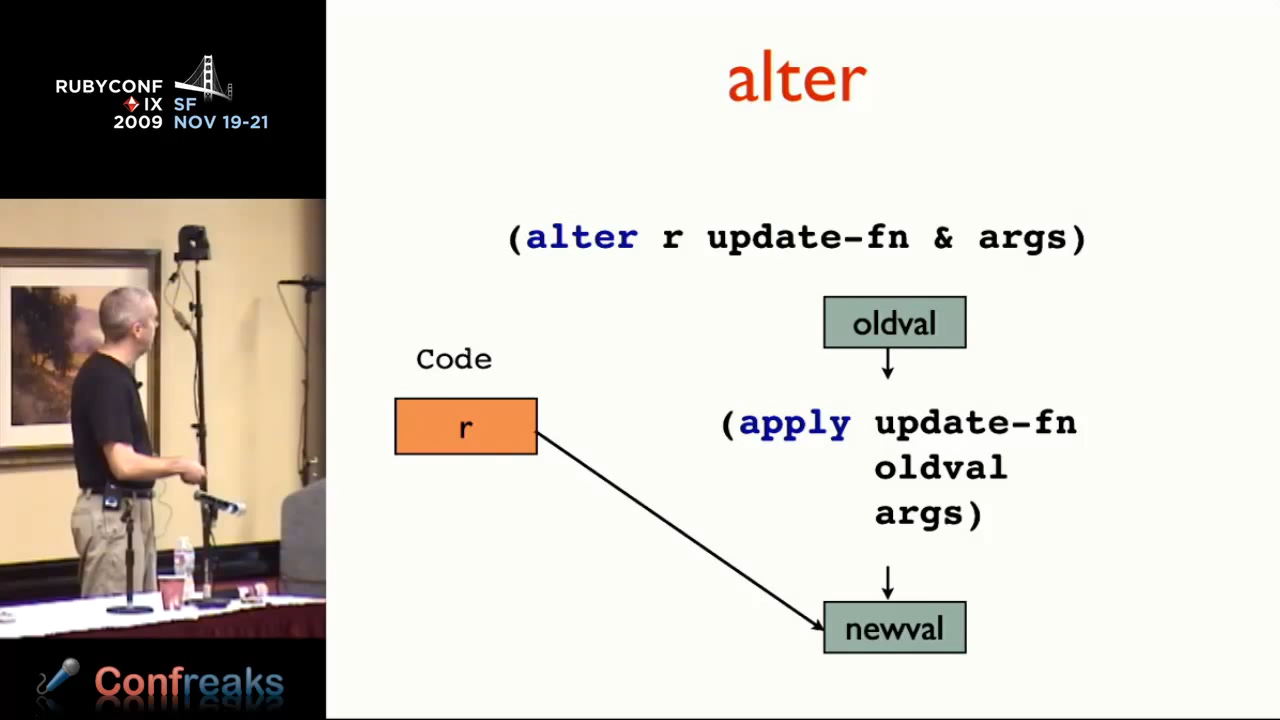 RUBYCONF
IX SF
2009 NOV 19-21
alter
(alter r update-fn & args)
oldval
Code
r
(apply update-fn
oldval
args)
newval
Confreaks